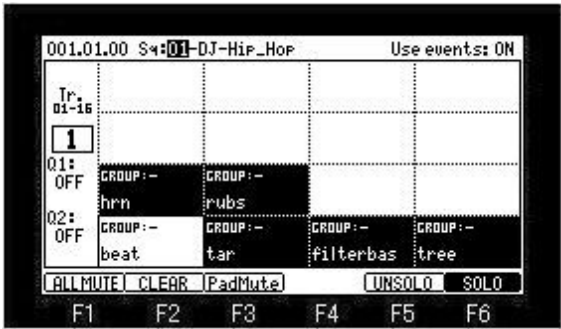 001.01.00 Sq:01-DJ-Hip_Hop Use events: ON
Tr.
01-16
1
Q1:
OFF
GROUP:- GROUP:-
hrn rubs
Q2:
OFF
GROUP:- GROUP:- GROUP:- GROUP:-
beat tar filterbas tree
ALLMUTE CLEAR PadMute UNSOLO SOLO
F1 F2 F3 F4 F5 F6